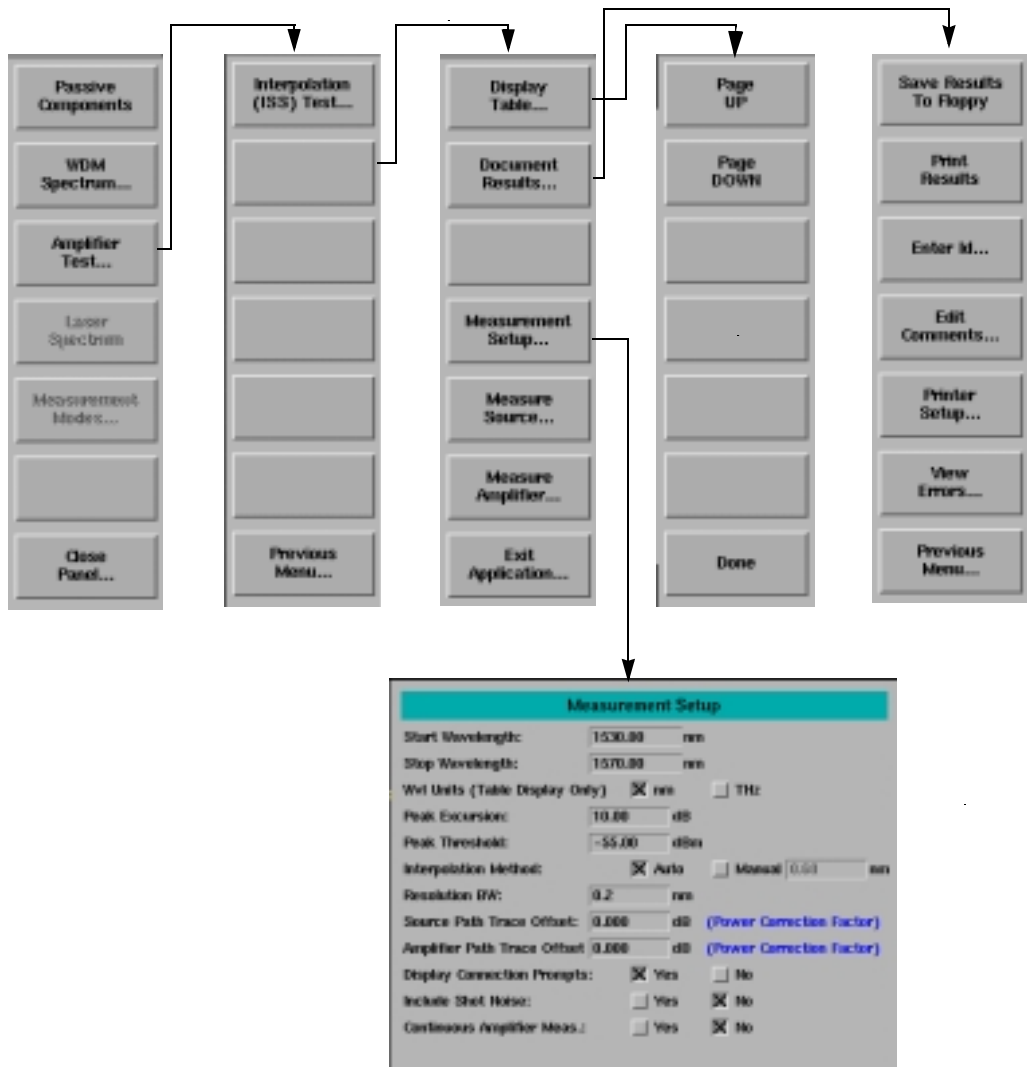 Passive
Components
WDM
Spectrum...
Amplifier
Test...
Laser
Spectrum
Measurement
Modes...
Close
Panel...
Interpolation
(ISS) Test...
Previous
Menu...
Display
Table...
Document
Results...
Measurement
Setup...
Measure
Source...
Measure
Amplifier...
Exit
Application...
Page
UP
Page
DOWN
Done
Save Results
To Floppy
Print
Results
Enter Id...
Edit
Comments...
Printer
Setup...
View
Errors...
Previous
Menu...
Measurement Setup
Start Wavelength: 1530.00 nm
Stop Wavelength: 1570.00 nm
Wvl Units (Table Display Only) nm THz
Peak Excursion: 10.00 dB
Peak Threshold: -55.00 dBm
Interpolation Method: Auto Manual nm
Resolution BW: 0.2 nm
Source Path Trace Offset: 0.000 dB (Power Correction Factor)
Amplifier Path Trace Offset 0.000 dB (Power Correction Factor)
Display Connection Prompts: Yes No
Include Shot Noise: Yes No
Continuous Amplifier Meas.: Yes No